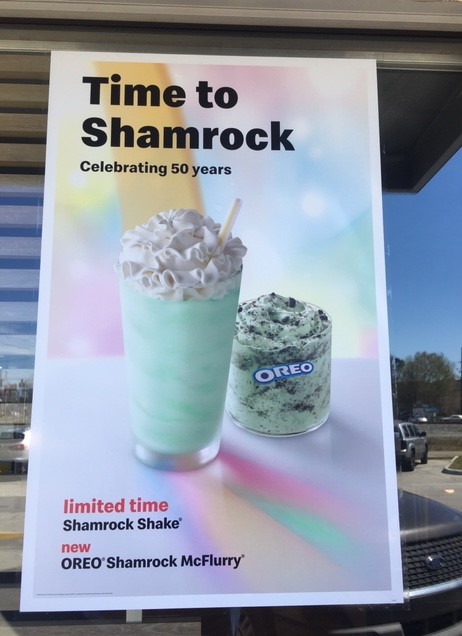 Time to
Shamrock
Celebrating 50 years
OREO
limited time
Shamrock Shake®
new
OREO® Shamrock McFlurry®